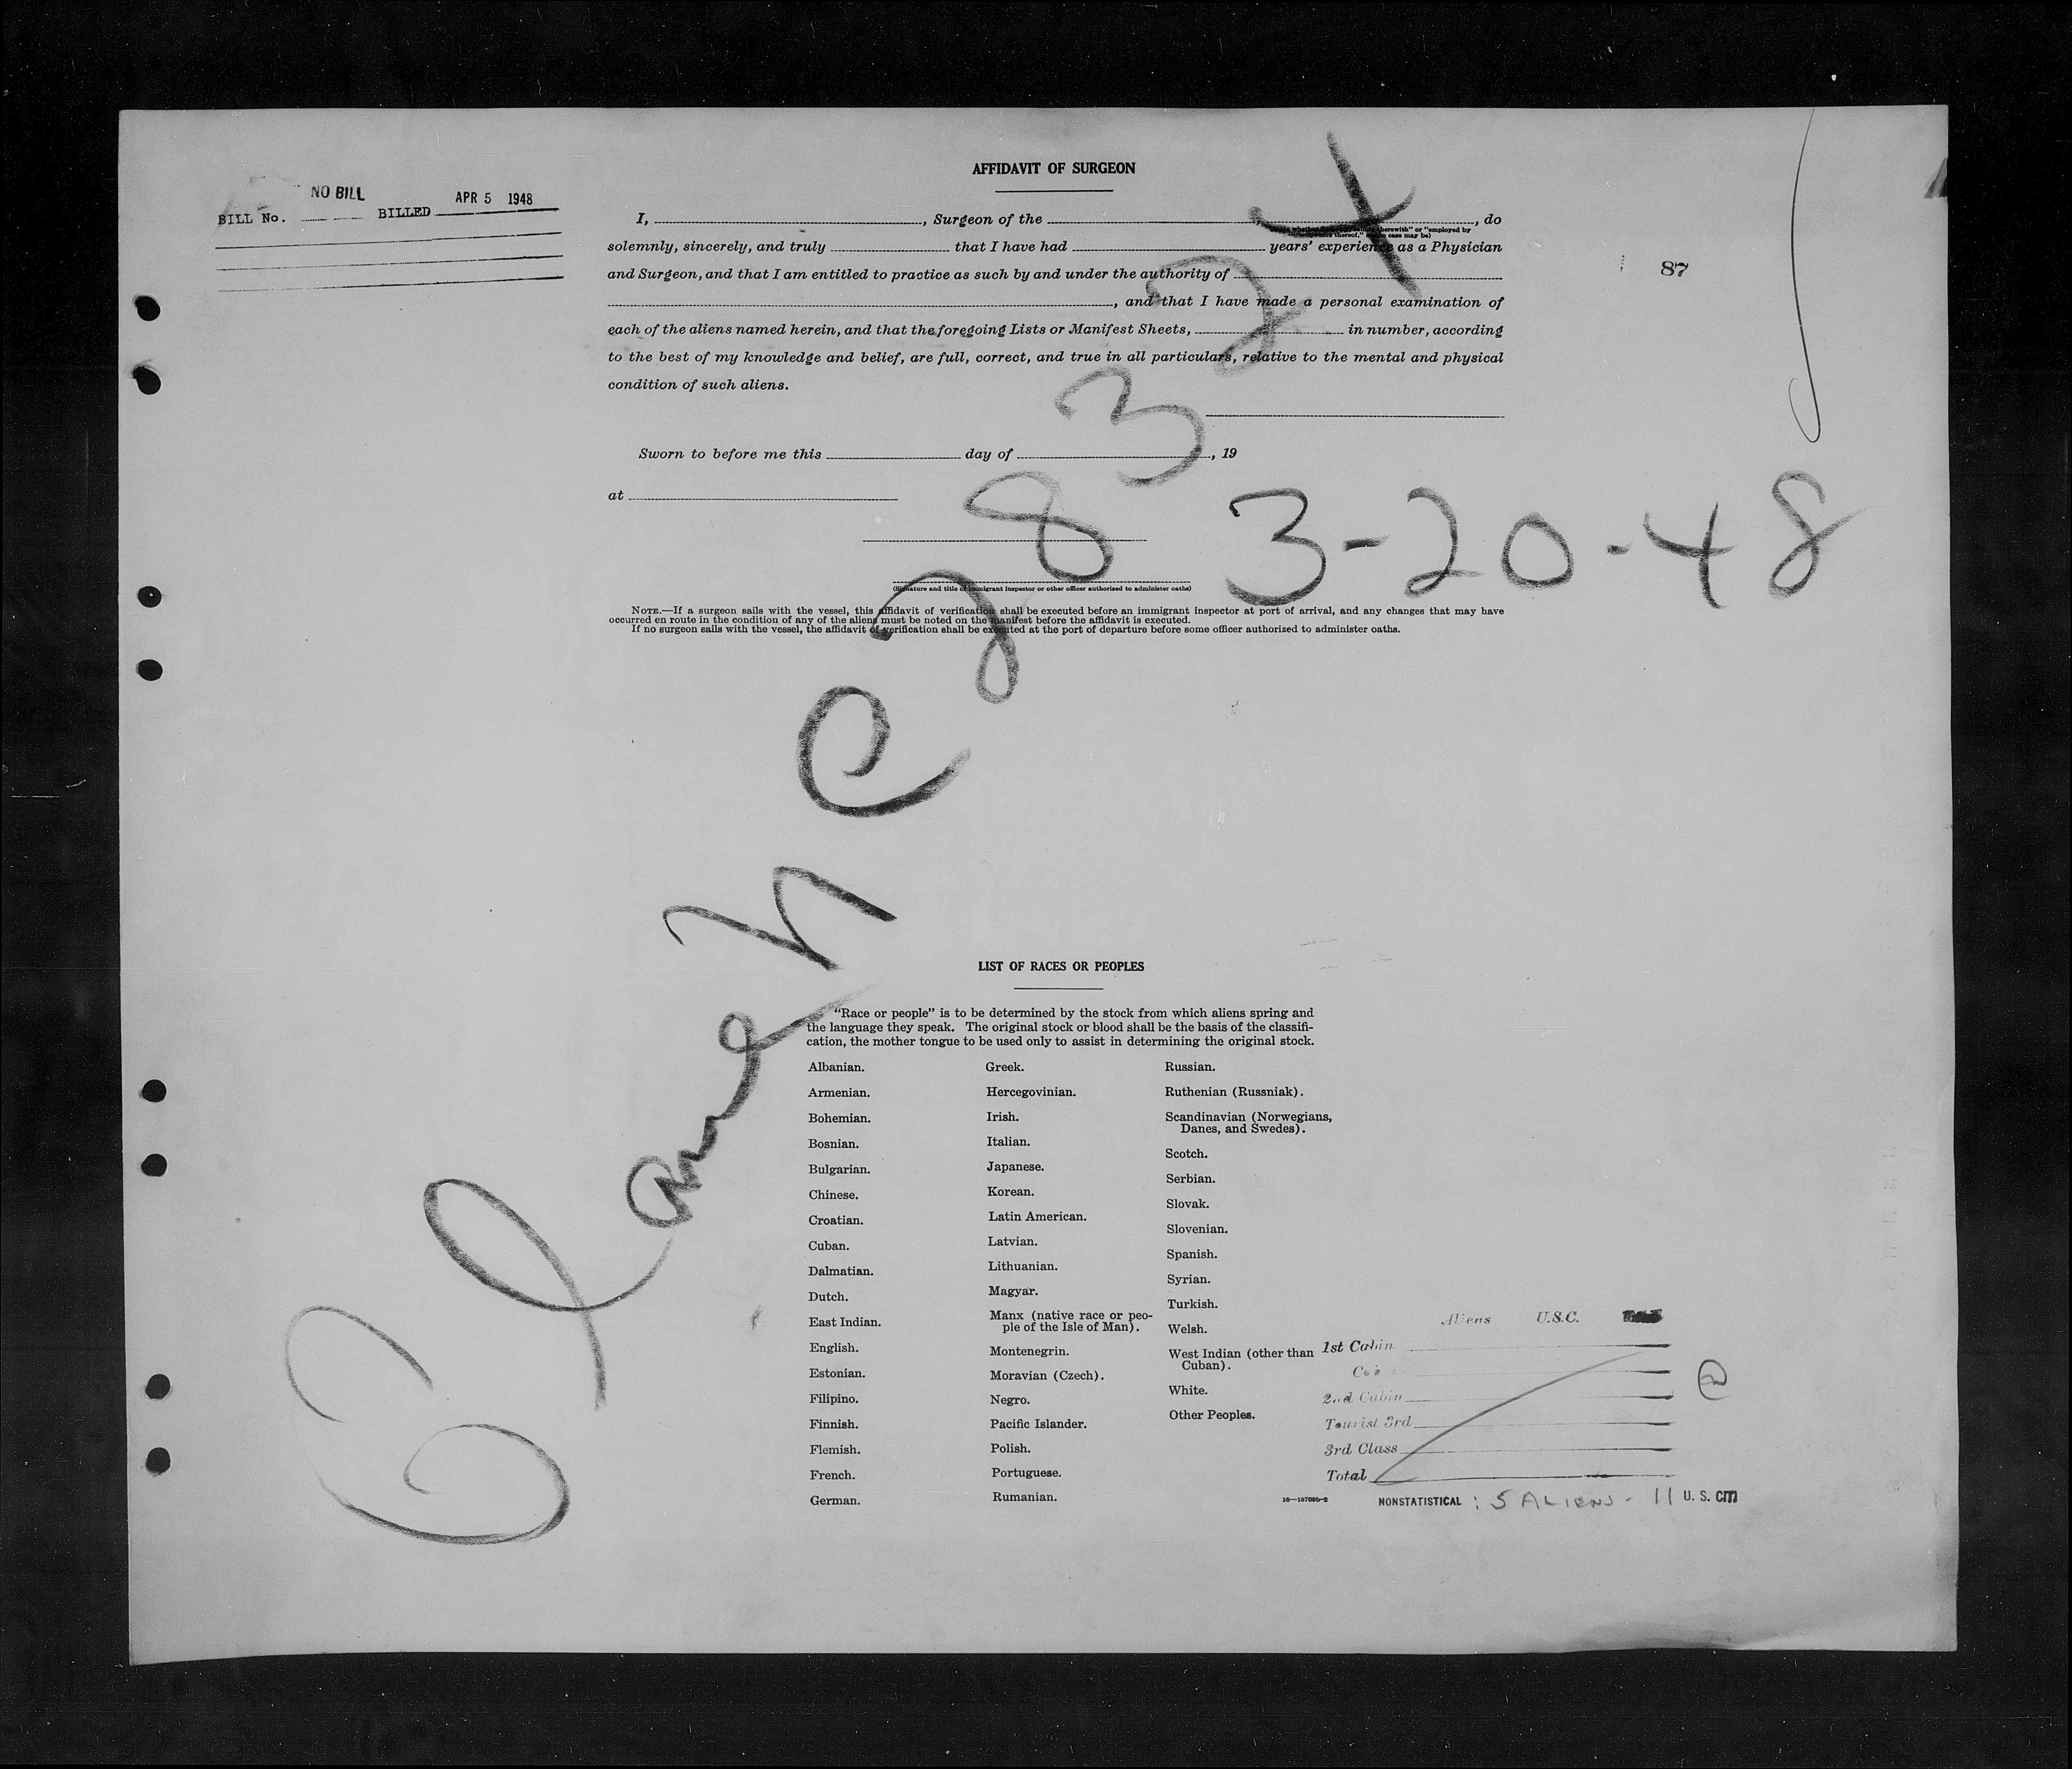 AFFIDAVIT OF SURGEON
NO BILL
BILL No. BILLED APR 5 1948
I, , Surgeon of the , do
solemnly, sincerely, and truly that I have had years' experience as a Physician
and Surgeon, and that I am entitled to practice as such by and under the authority of
, and that I have made a personal examination of
each of the aliens named herein, and that the foregoing Lists or Manifest Sheets, in number, according
to the best of my knowledge and belief, are full, correct, and true in all particulars, relative to the mental and physical
condition of such aliens.
87
Sworn to before me this day of , 19
at
3-20-48
(Signature and title of immigrant inspector or other officer authorized to administer oaths)
NOTE.—If a surgeon sails with the vessel, this affidavit of verification shall be executed before an immigrant inspector at port of arrival, and any changes that may have
occurred en route in the condition of any of the aliens must be noted on the manifest before the affidavit is executed.
If no surgeon sails with the vessel, the affidavit of verification shall be executed at the port of departure before some officer authorized to administer oaths.
LIST OF RACES OR PEOPLES
"Race or people" is to be determined by the stock from which aliens spring and
the language they speak. The original stock or blood shall be the basis of the classifi-
cation, the mother tongue to be used only to assist in determining the original stock.
Albanian.
Armenian.
Bohemian.
Bosnian.
Bulgarian.
Chinese.
Croatian.
Cuban.
Dalmatian.
Dutch.
East Indian.
English.
Estonian.
Filipino.
Finnish.
Flemish.
French.
German.
Greek.
Hercegovinian.
Irish.
Italian.
Japanese.
Korean.
Latin American.
Latvian.
Lithuanian.
Magyar.
Manx (native race or peo-
ple of the Isle of Man).
Montenegrin.
Moravian (Czech).
Negro.
Pacific Islander.
Polish.
Portuguese.
Rumanian.
Russian.
Ruthenian (Russniak).
Scandinavian (Norwegians,
Danes, and Swedes).
Scotch.
Serbian.
Slovak.
Slovenian.
Spanish.
Syrian.
Turkish.
Welsh.
West Indian (other than
Cuban).
White.
Other Peoples.
Aliens U.S.C.
1st Cabin
2nd Cabin
Tourist 3rd
3rd Class
Total
NONSTATISTICAL : 5 ALIENS - 11 U. S. CIT